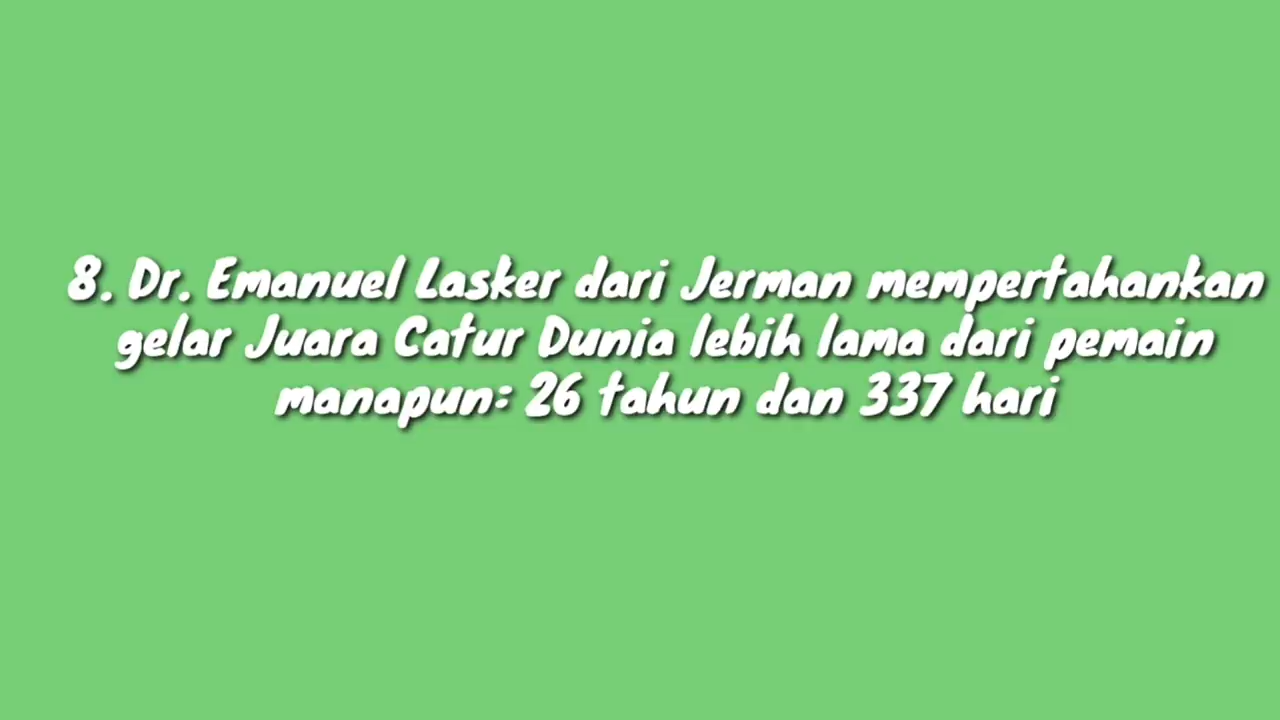 8. Dr. Emanuel Lasker dari Jerman mempertahankan
gelar Juara Catur Dunia lebih lama dari pemain
manapun: 26 tahun dan 337 hari